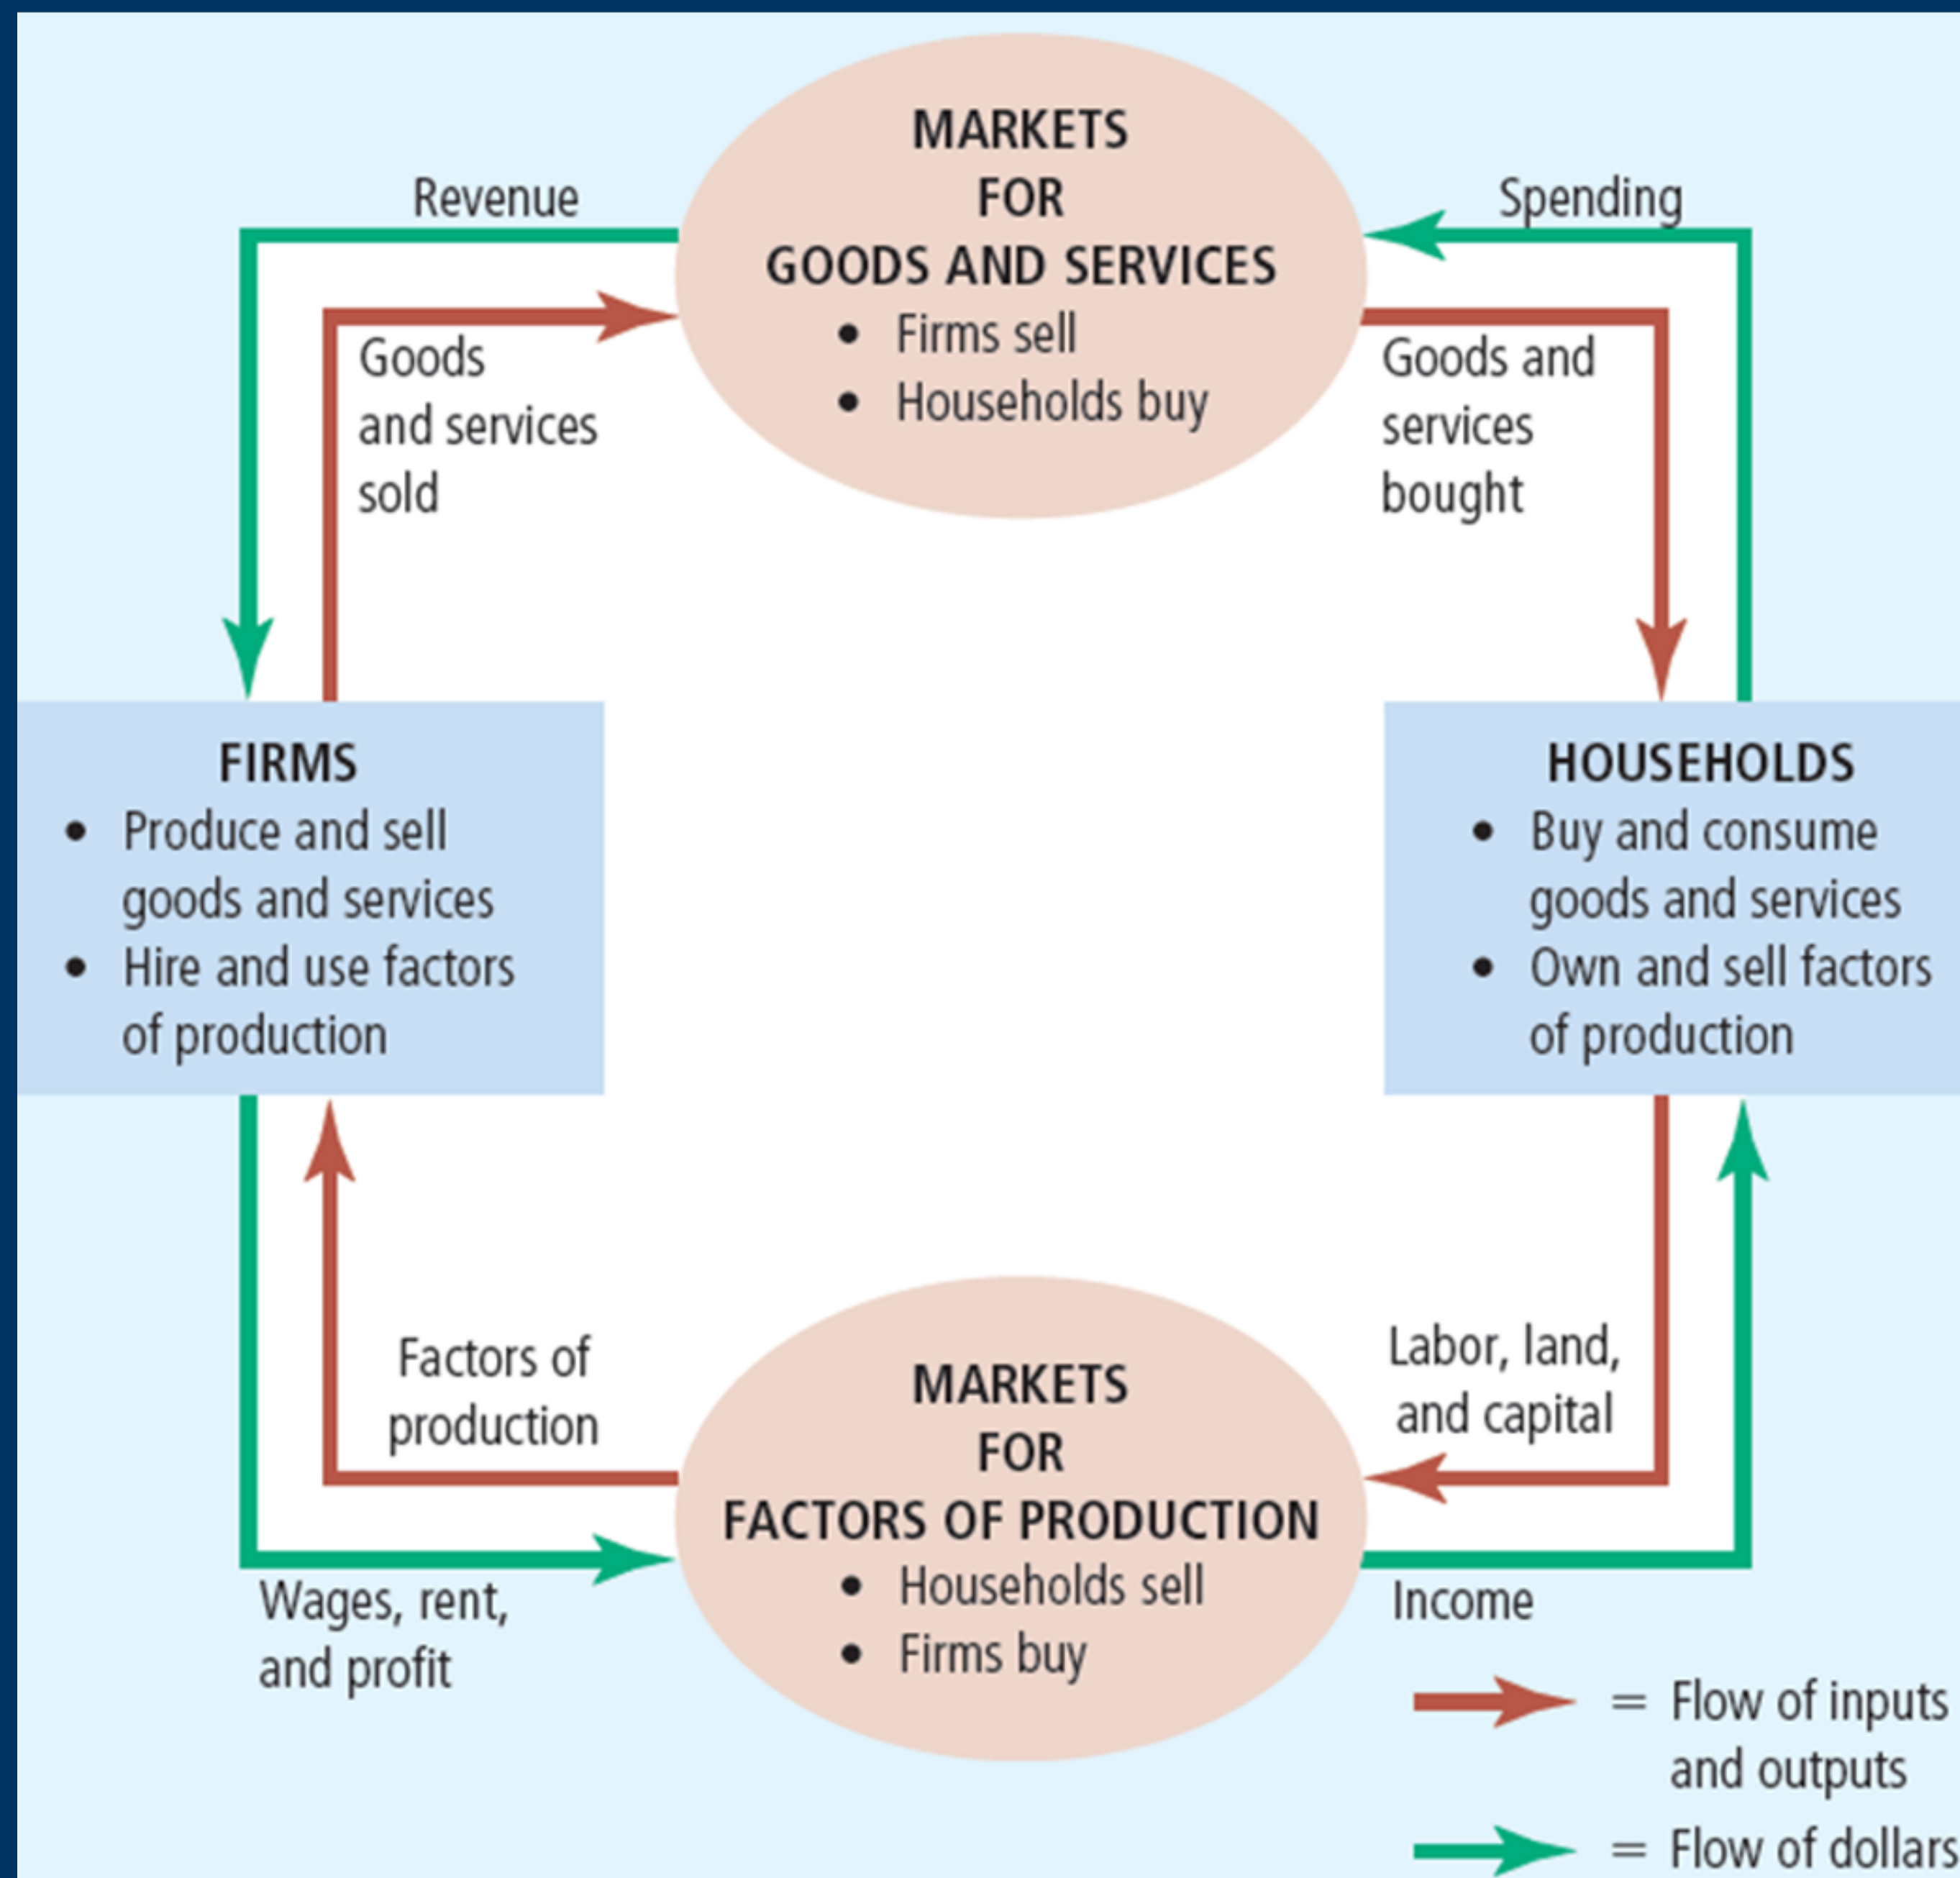 MARKETS
FOR
GOODS AND SERVICES
• Firms sell
• Households buy
Revenue
Spending
Goods
and services
sold
Goods and
services
bought
FIRMS
• Produce and sell
goods and services
• Hire and use factors
of production
HOUSEHOLDS
• Buy and consume
goods and services
• Own and sell factors
of production
Factors of
production
Labor, land,
and capital
MARKETS
FOR
FACTORS OF PRODUCTION
• Households sell
• Firms buy
Wages, rent,
and profit
Income
= Flow of inputs
and outputs
= Flow of dollars